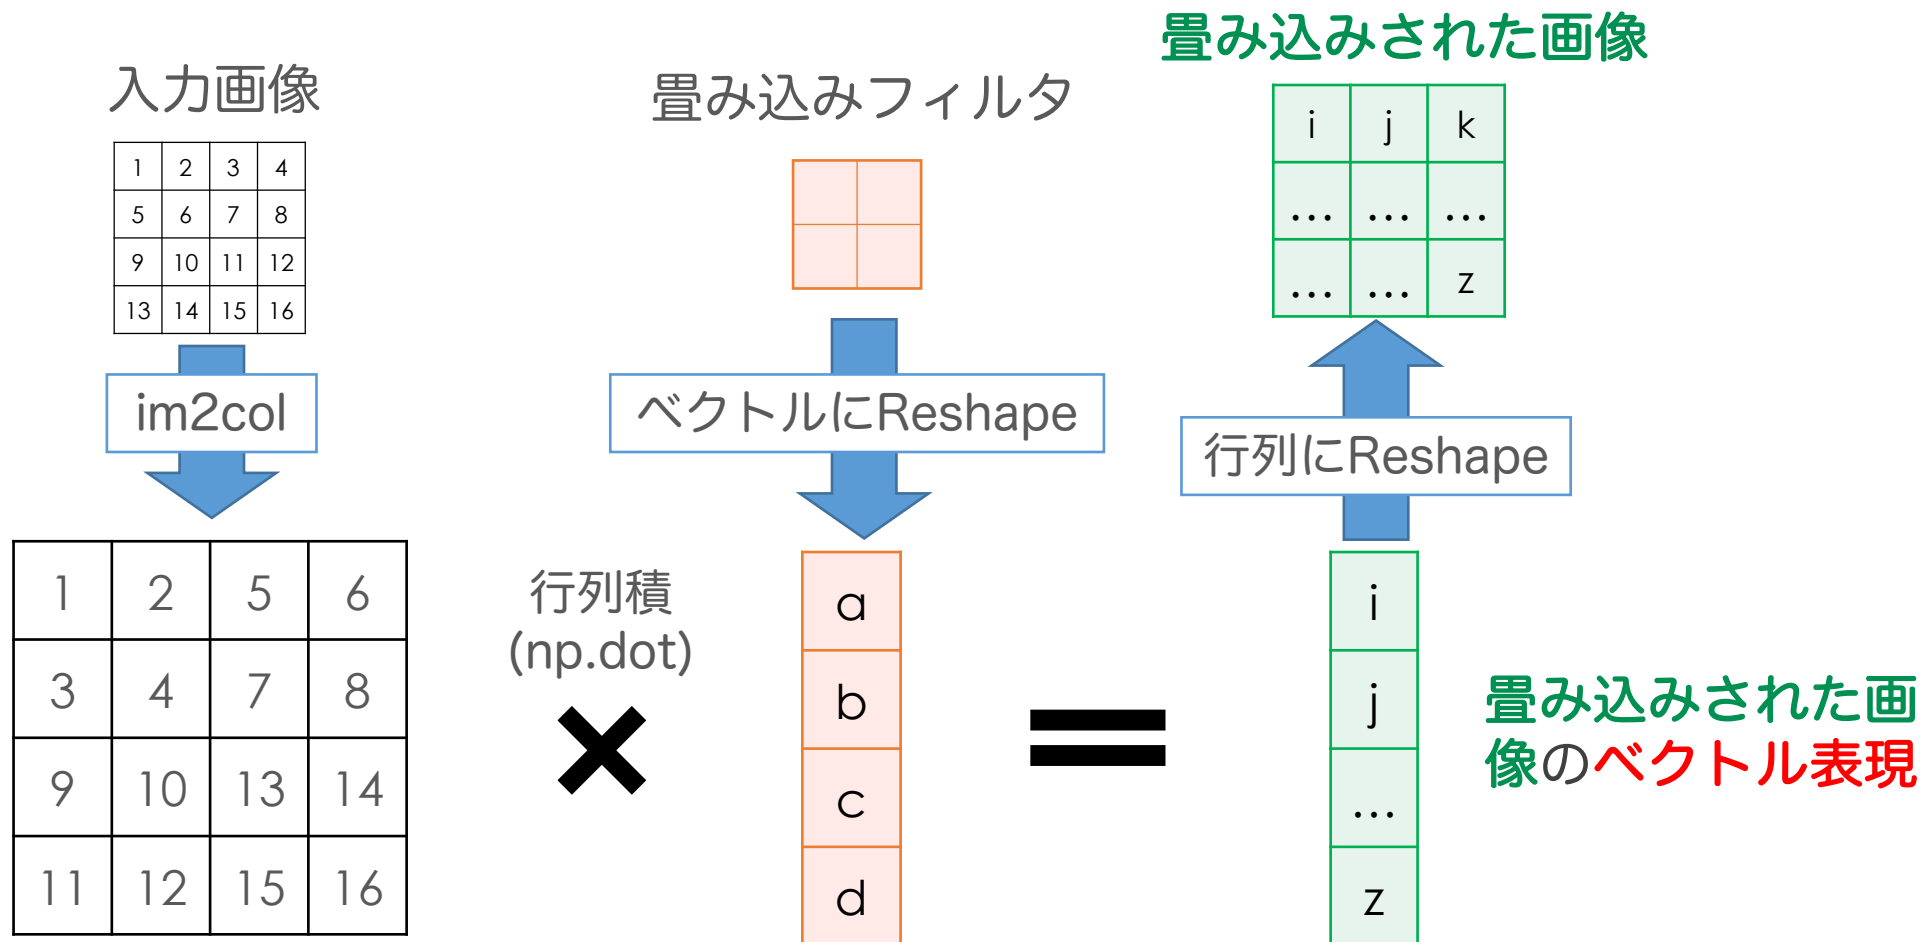 畳み込みされた画像
入力画像
畳み込みフィルタ
1 2 3 4
5 6 7 8
9 10 11 12
13 14 15 16
i j k
... ... ...
... ... z
im2col
ベクトルにReshape
行列にReshape
1 2 5 6
3 4 7 8
9 10 13 14
11 12 15 16
行列積
(np.dot)
×
a
b
c
d
=
i
j
...
z
畳み込みされた画
像のベクトル表現